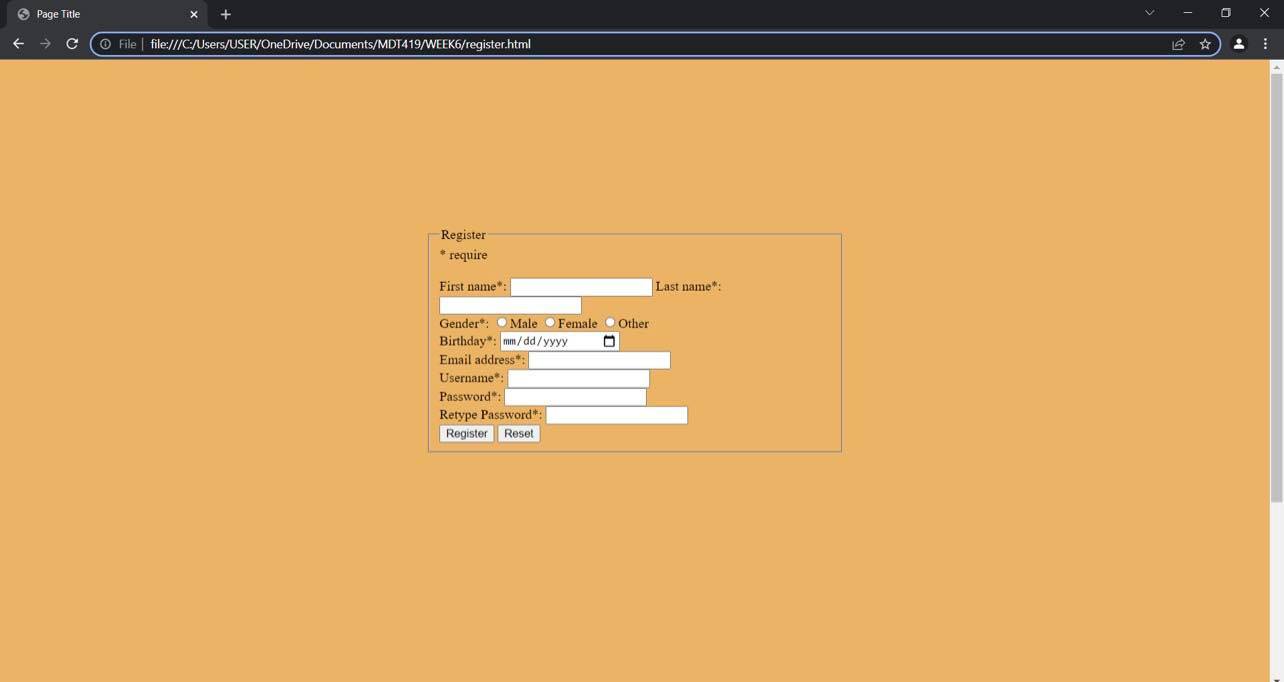 Page Title
File | file:///C:/Users/USER/OneDrive/Documents/MDT419/WEEK6/register.html
Register
* require
First name*: Last name*:
Gender*: Male Female Other
Birthday*: mm/dd/yyyy
Email address*:
Username*:
Password*:
Retype Password*:
Register Reset